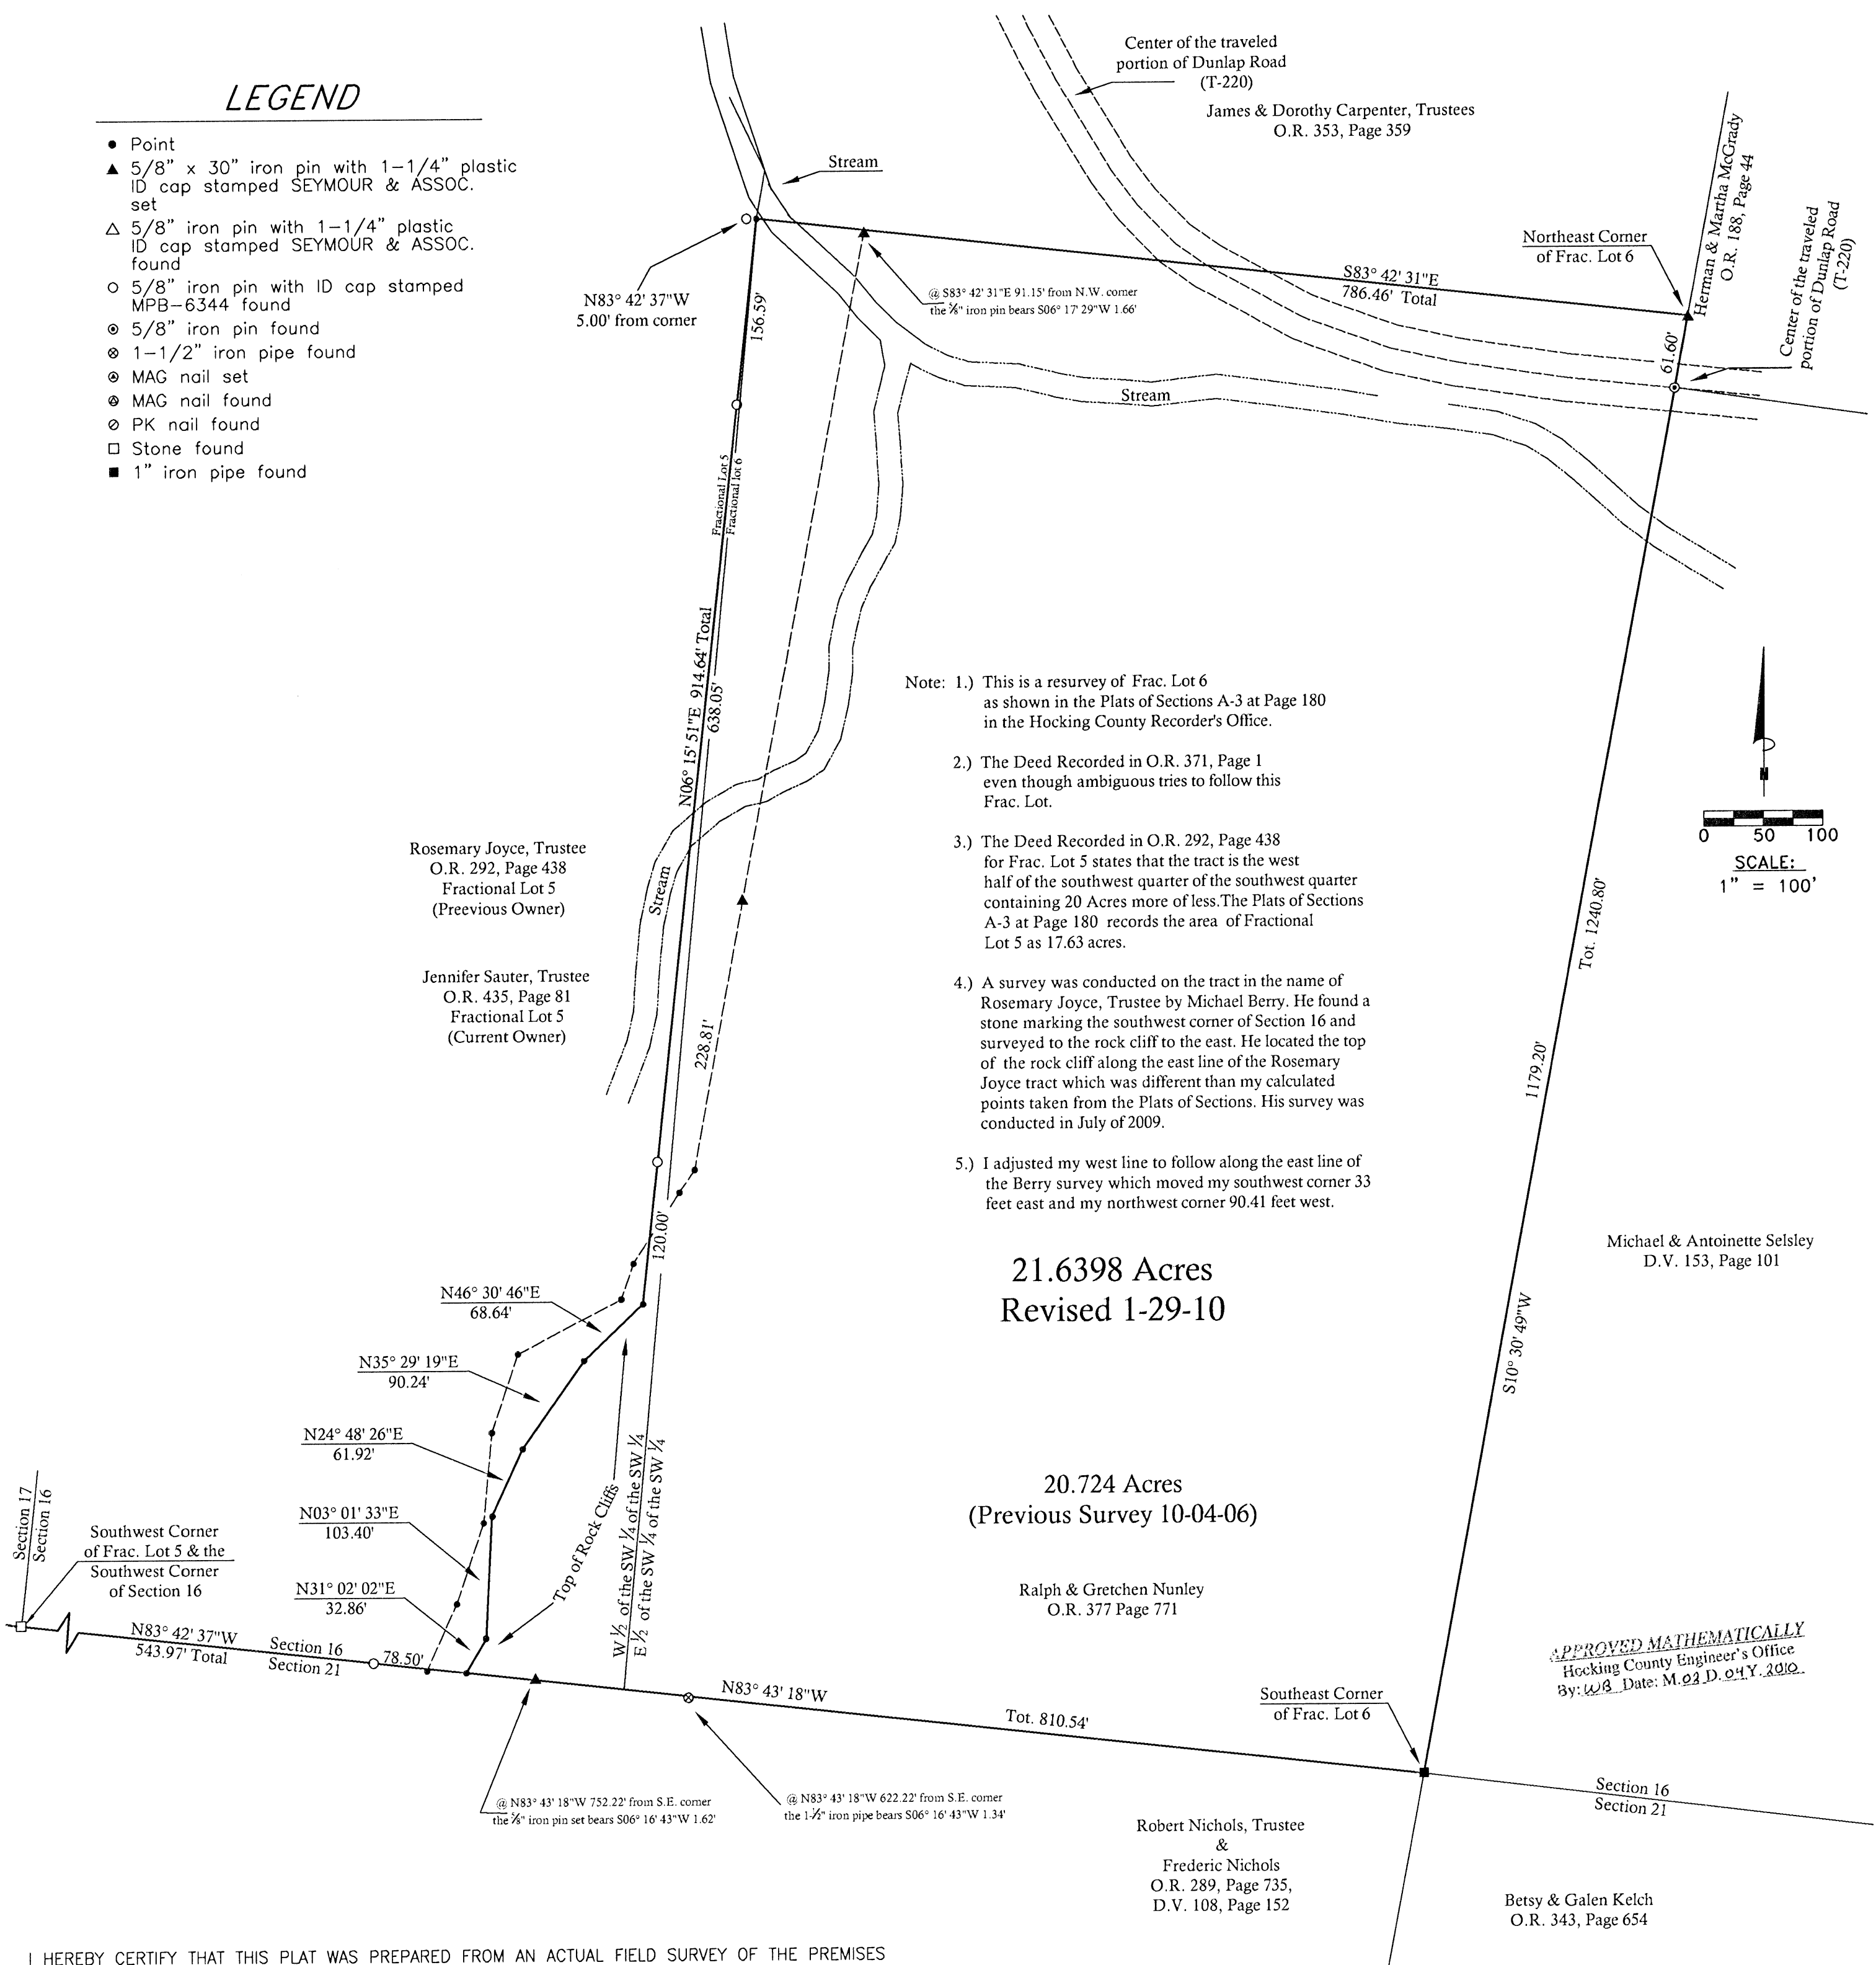 LEGEND
Point
5/8" x 30" iron pin with 1-1/4" plastic
ID cap stamped SEYMOUR & ASSOC.
set
5/8" iron pin with 1-1/4" plastic
ID cap stamped SEYMOUR & ASSOC.
found
5/8" iron pin with ID cap stamped
MPB-6344 found
5/8" iron pin found
1-1/2" iron pipe found
MAG nail set
MAG nail found
PK nail found
Stone found
1" iron pipe found
Center of the traveled
portion of Dunlap Road
(T-220)
James & Dorothy Carpenter, Trustees
O.R. 353, Page 359
Stream
Herman & Martha McGrady
O.R. 188, Page 44
Center of the traveled
portion of Dunlap Road
(T-220)
Northeast Corner
of Frac. Lot 6
N83° 42' 37"W
5.00' from corner
156.59'
@ S83° 42' 31"E 91.15' from N.W. corner
the ⅝" iron pin bears S06° 17' 29"W 1.66'
S83° 42' 31"E
786.46' Total
61.60'
Stream
Fractional Lot 5
Fractional lot 6
N06° 15' 51"E 914.64' Total
638.05'
Note: 1.) This is a resurvey of Frac. Lot 6
as shown in the Plats of Sections A-3 at Page 180
in the Hocking County Recorder's Office.
2.) The Deed Recorded in O.R. 371, Page 1
even though ambiguous tries to follow this
Frac. Lot.
3.) The Deed Recorded in O.R. 292, Page 438
for Frac. Lot 5 states that the tract is the west
half of the southwest quarter of the southwest quarter
containing 20 Acres more of less.The Plats of Sections
A-3 at Page 180 records the area of Fractional
Lot 5 as 17.63 acres.
4.) A survey was conducted on the tract in the name of
Rosemary Joyce, Trustee by Michael Berry. He found a
stone marking the southwest corner of Section 16 and
surveyed to the rock cliff to the east. He located the top
of the rock cliff along the east line of the Rosemary
Joyce tract which was different than my calculated
points taken from the Plats of Sections. His survey was
conducted in July of 2009.
5.) I adjusted my west line to follow along the east line of
the Berry survey which moved my southwest corner 33
feet east and my northwest corner 90.41 feet west.
N
0 50 100
SCALE:
1" = 100'
Rosemary Joyce, Trustee
O.R. 292, Page 438
Fractional Lot 5
(Preevious Owner)
Jennifer Sauter, Trustee
O.R. 435, Page 81
Fractional Lot 5
(Current Owner)
Stream
228.81'
Tot. 1240.80'
1179.20'
S10° 30' 49"W
120.00'
21.6398 Acres
Revised 1-29-10
Michael & Antoinette Selsley
D.V. 153, Page 101
N46° 30' 46"E
68.64'
N35° 29' 19"E
90.24'
N24° 48' 26"E
61.92'
N03° 01' 33"E
103.40'
N31° 02' 02"E
32.86'
Top of Rock Cliffs
W ½ of the SW ¼ of the SW ¼
E ½ of the SW ¼ of the SW ¼
20.724 Acres
(Previous Survey 10-04-06)
Ralph & Gretchen Nunley
O.R. 377 Page 771
Section 17
Section 16
Southwest Corner
of Frac. Lot 5 & the
Southwest Corner
of Section 16
N83° 42' 37"W
543.97' Total
Section 16
Section 21
78.50'
N83° 43' 18"W
Tot. 810.54'
Southeast Corner
of Frac. Lot 6
APPROVED MATHEMATICALLY
Hocking County Engineer's Office
By: WB Date: M.02 D.04 Y.2010
@ N83° 43' 18"W 752.22' from S.E. corner
the ⅝" iron pin set bears S06° 16' 43"W 1.62'
@ N83° 43' 18"W 622.22' from S.E. corner
the 1-½" iron pipe bears S06° 16' 43"W 1.34'
Section 16
Section 21
Robert Nichols, Trustee
&
Frederic Nichols
O.R. 289, Page 735,
D.V. 108, Page 152
Betsy & Galen Kelch
O.R. 343, Page 654
I HEREBY CERTIFY THAT THIS PLAT WAS PREPARED FROM AN ACTUAL FIELD SURVEY OF THE PREMISES